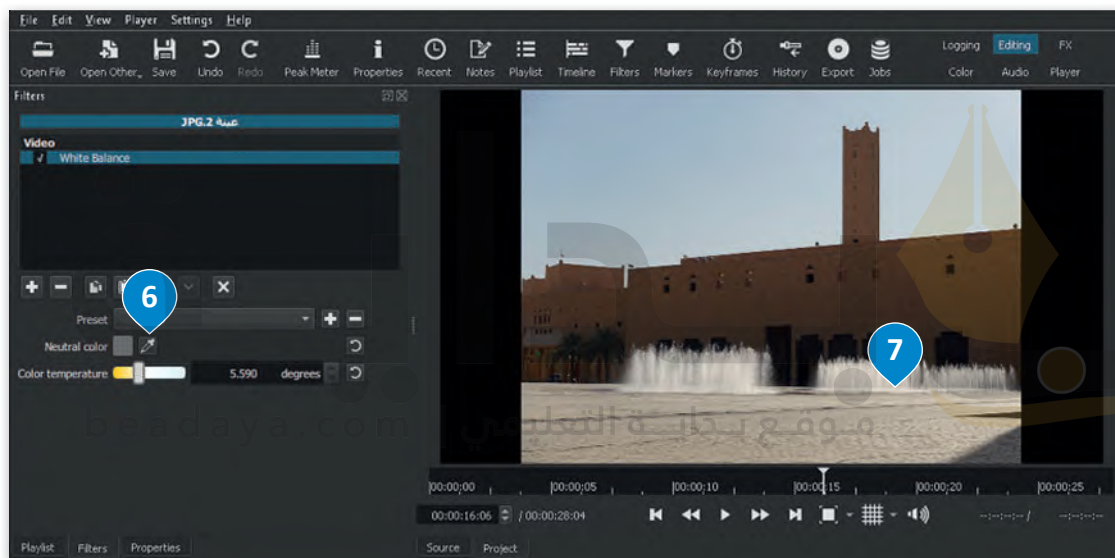 File Edit View Player Settings Help
Open File Open Other.. Save Undo Redo Peak Meter Properties Recent Notes Playlist Timeline Filters Markers Keyframes History Export Jobs
Logging Editing FX
Color Audio Player
Filters
عينة 2.JPG
Video
White Balance
6
Preset
Neutral color
Color temperature 5.590 degrees
7
beadaya.com موقع بداية التعليمي
00:00;00 00:00;05 00:00;10 00:00;15 00:00;20 00:00;25
00:00:16:06 / 00:00:28:04 --:--:--:-- / --:--:--:--
Playlist Filters Properties Source Project